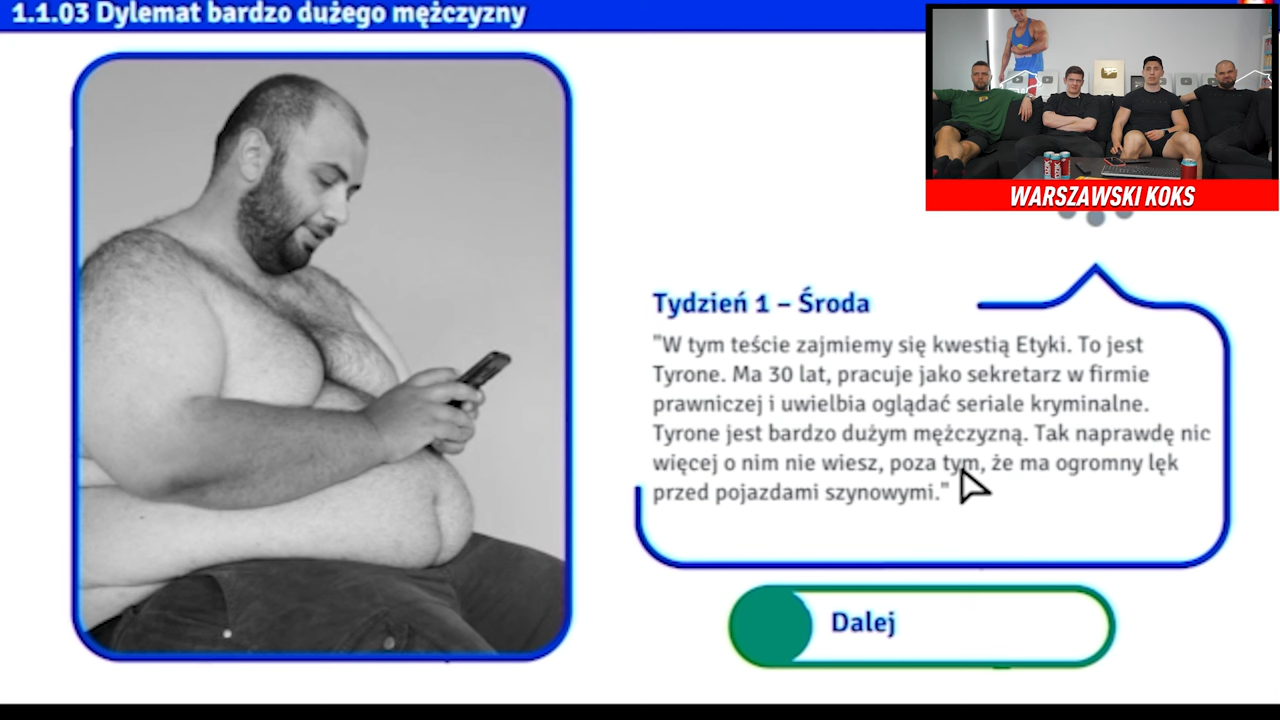 1.1.03 Dylemat bardzo dużego mężczyzny
WARSZAWSKI KOKS
Tydzień 1 – Środa
"W tym teście zajmiemy się kwestią Etyki. To jest
Tyrone. Ma 30 lat, pracuje jako sekretarz w firmie
prawniczej i uwielbia oglądać seriale kryminalne.
Tyrone jest bardzo dużym mężczyzną. Tak naprawdę nic
więcej o nim nie wiesz, poza tym, że ma ogromny lęk
przed pojazdami szynowymi."
Dalej